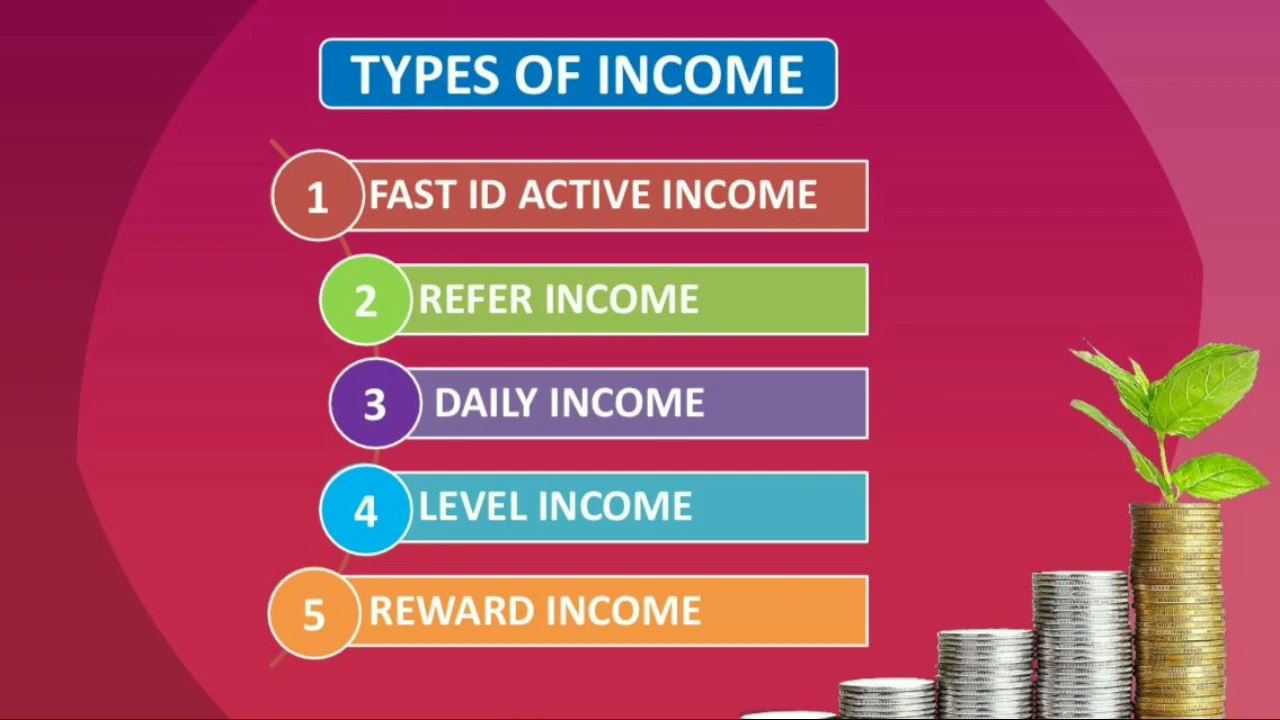 TYPES OF INCOME
1 FAST ID ACTIVE INCOME
2 REFER INCOME
3 DAILY INCOME
4 LEVEL INCOME
5 REWARD INCOME